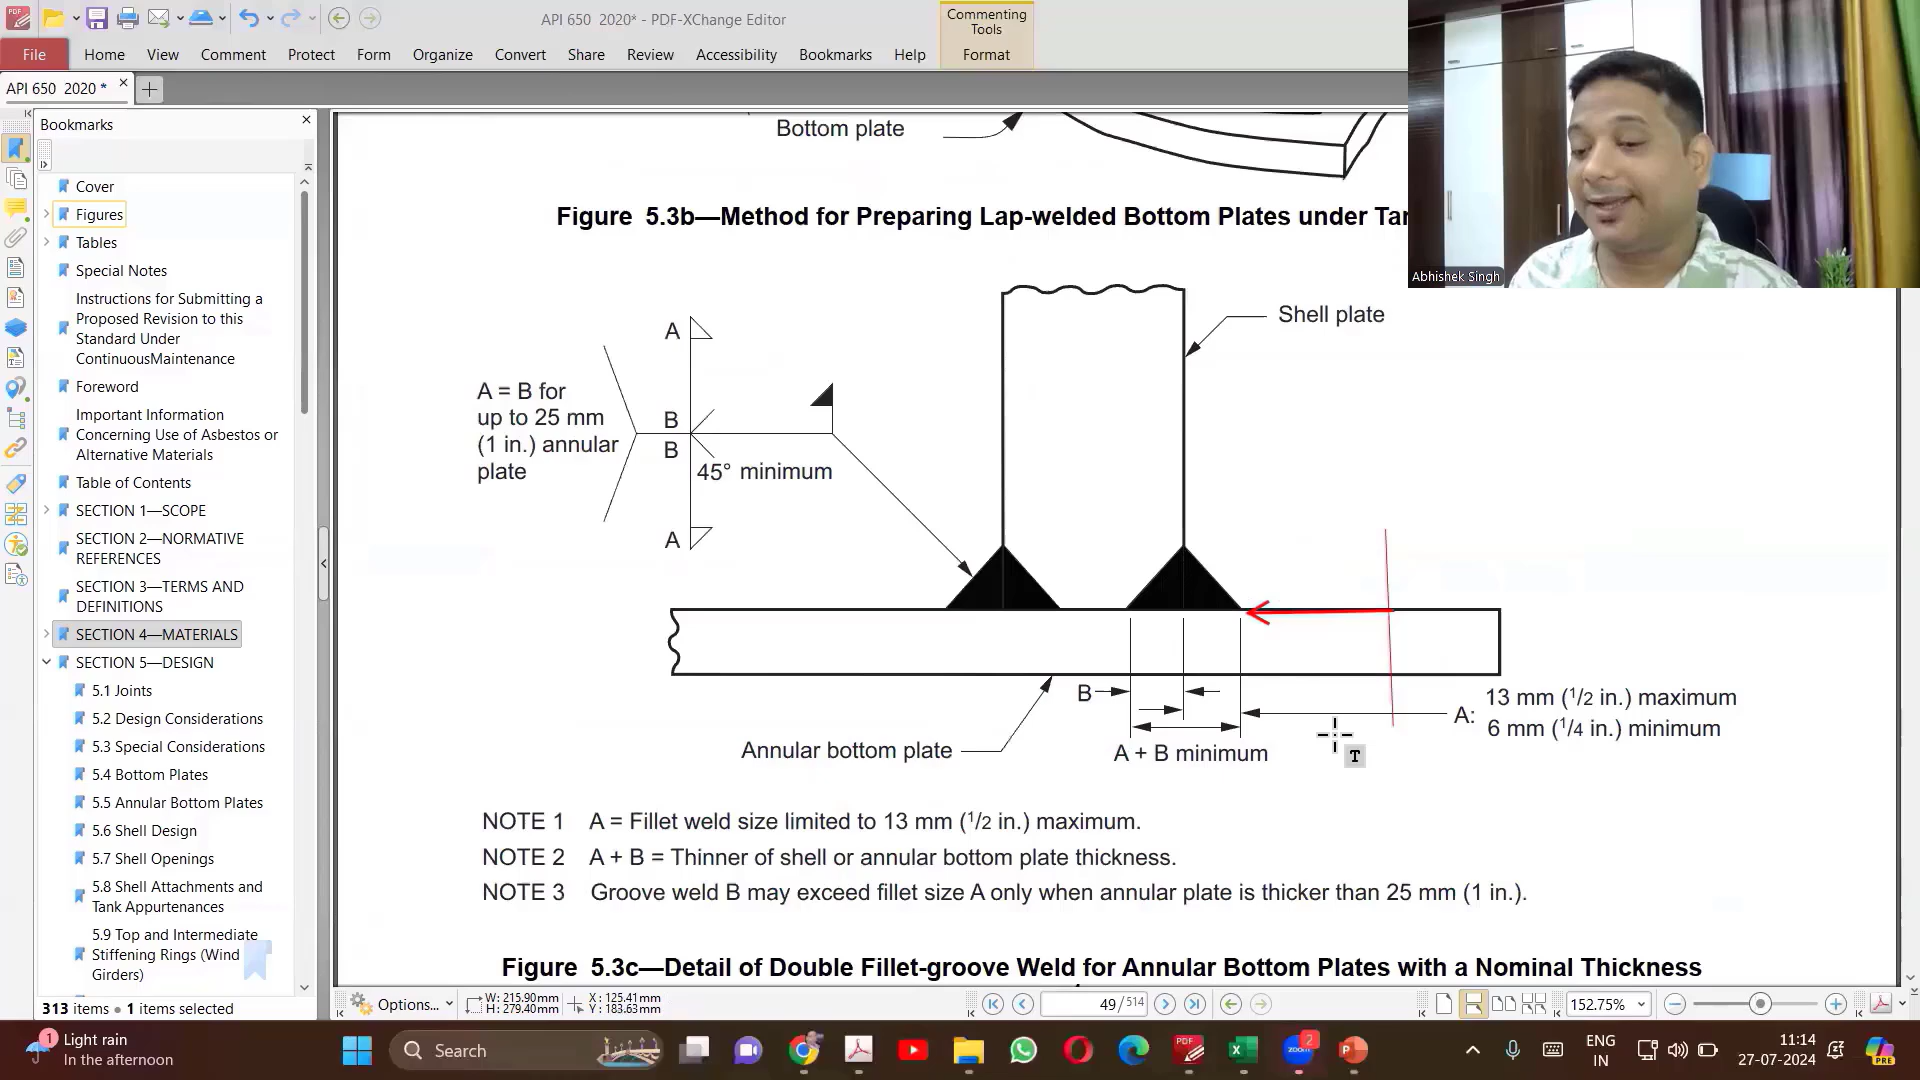 API 650  2020* - PDF-XChange Editor
Commenting
Tools
File
Home
View
Comment
Protect
Form
Organize
Convert
Share
Review
Accessibility
Bookmarks
Help
Format
API 650  2020 *
Bookmarks
Cover
Figures
Tables
Special Notes
Instructions for Submitting a
Proposed Revision to this
Standard Under
ContinuousMaintenance
Foreword
Important Information
Concerning Use of Asbestos or
Alternative Materials
Table of Contents
SECTION 1—SCOPE
SECTION 2—NORMATIVE
REFERENCES
SECTION 3—TERMS AND
DEFINITIONS
SECTION 4—MATERIALS
SECTION 5—DESIGN
5.1 Joints
5.2 Design Considerations
5.3 Special Considerations
5.4 Bottom Plates
5.5 Annular Bottom Plates
5.6 Shell Design
5.7 Shell Openings
5.8 Shell Attachments and
Tank Appurtenances
5.9 Top and Intermediate
Stiffening Rings (Wind
Girders)
313 items • 1 items selected
Bottom plate
Figure 5.3b—Method for Preparing Lap-welded Bottom Plates under
Abhishek Singh
Shell plate
A
A = B for
up to 25 mm
(1 in.) annular
plate
B
B
45° minimum
A
B
A: 13 mm (1/2 in.) maximum
6 mm (1/4 in.) minimum
Annular bottom plate
A + B minimum
T
NOTE 1 A = Fillet weld size limited to 13 mm (1/2 in.) maximum.
NOTE 2 A + B = Thinner of shell or annular bottom plate thickness.
NOTE 3 Groove weld B may exceed fillet size A only when annular plate is thicker than 25 mm (1 in.).
Figure 5.3c—Detail of Double Fillet-groove Weld for Annular Bottom Plates with a Nominal Thickness
Options...
W: 215.90mm
H: 279.40mm
X: 125.41mm
Y: 183.63mm
49 / 514
152.75%
1
Light rain
In the afternoon
Search
PDF
zoom
2
ENG
IN
11:14
27-07-2024
PRE